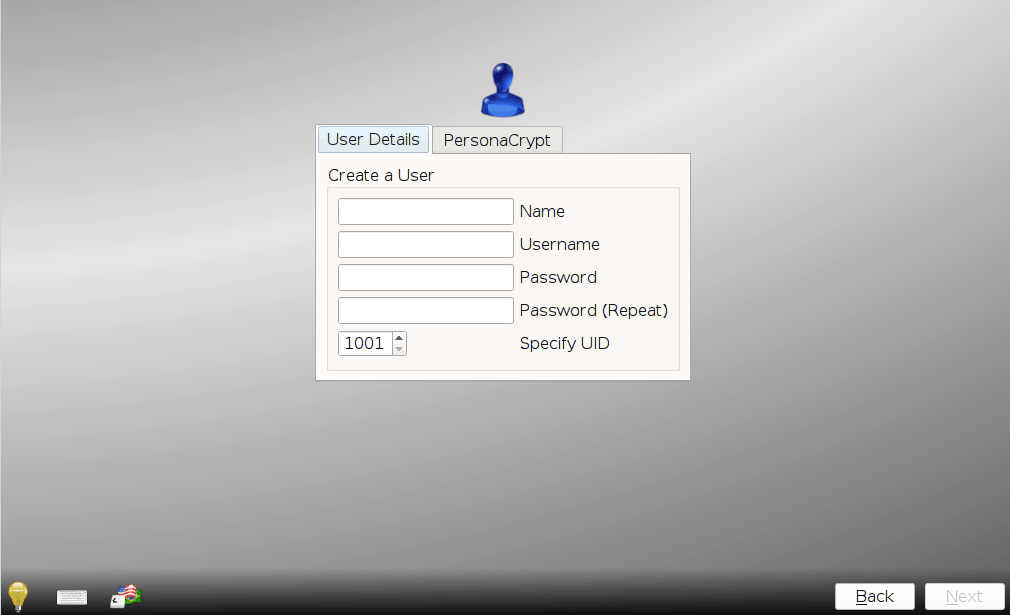 User Details PersonaCrypt
Create a User
Name
Username
Password
Password (Repeat)
1001 Specify UID
Back Next